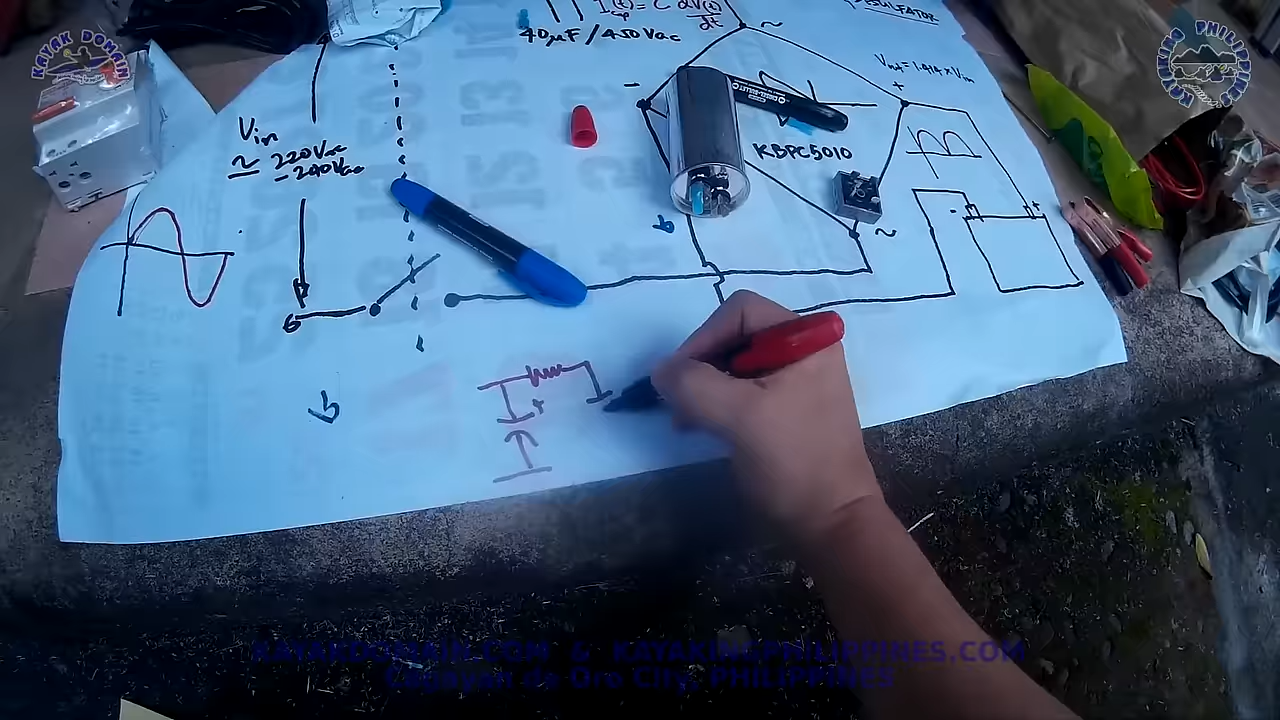 KAYAK DOMAIN
KAYAKING PHILIPPINES
I(t) = C dV(t)/dt
40µF/450Vac
~
Vout = 1.414 x Vin
-
+
Vin
≈ 220Vac
- 240Vac
KBPC5010
~
-
+
+
KAYAKDOMAIN.COM & KAYAKINGPHILIPPINES.COM
Cagayan de Oro City, PHILIPPINES